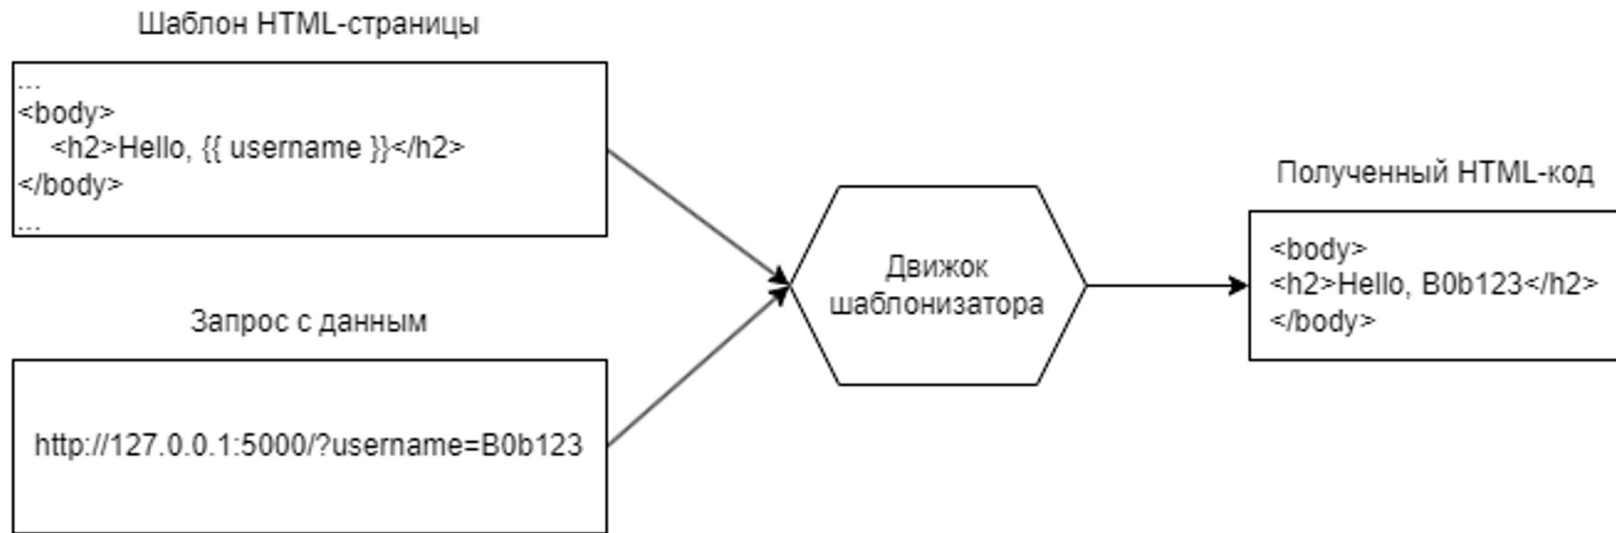 Шаблон HTML-страницы
...
<body>
<h2>Hello, {{ username }}</h2>
</body>
...
Запрос с данным
http://127.0.0.1:5000/?username=B0b123
Движок
шаблонизатора
Полученный HTML-код
<body>
<h2>Hello, B0b123</h2>
</body>